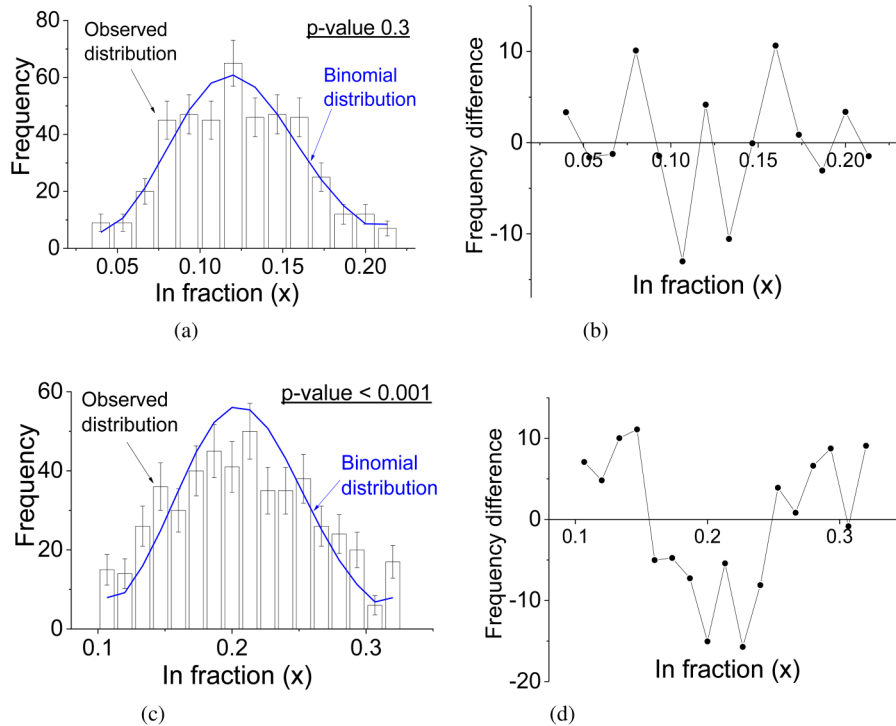 80
60
40
20
0
Frequency
Observed
distribution
p-value 0.3
Binomial
distribution
0.05
0.10
0.15
0.20
In fraction (x)
(a)
10
0
-10
Frequency difference
0.05
0.10
0.15
0.20
In fraction (x)
(b)
60
40
20
0
Frequency
Observed
distribution
p-value < 0.001
Binomial
distribution
0.1
0.2
0.3
In fraction (x)
(c)
10
0
-10
-20
Frequency difference
0.1
0.2
0.3
In fraction (x)
(d)